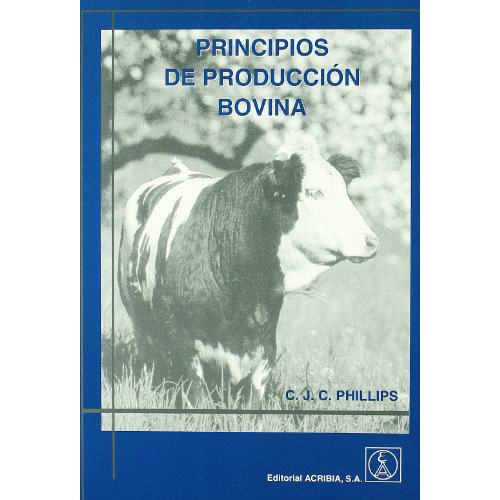 PRINCIPIOS
DE PRODUCCIÓN
BOVINA
C. J. C. PHILLIPS
Editorial ACRIBIA, S.A.